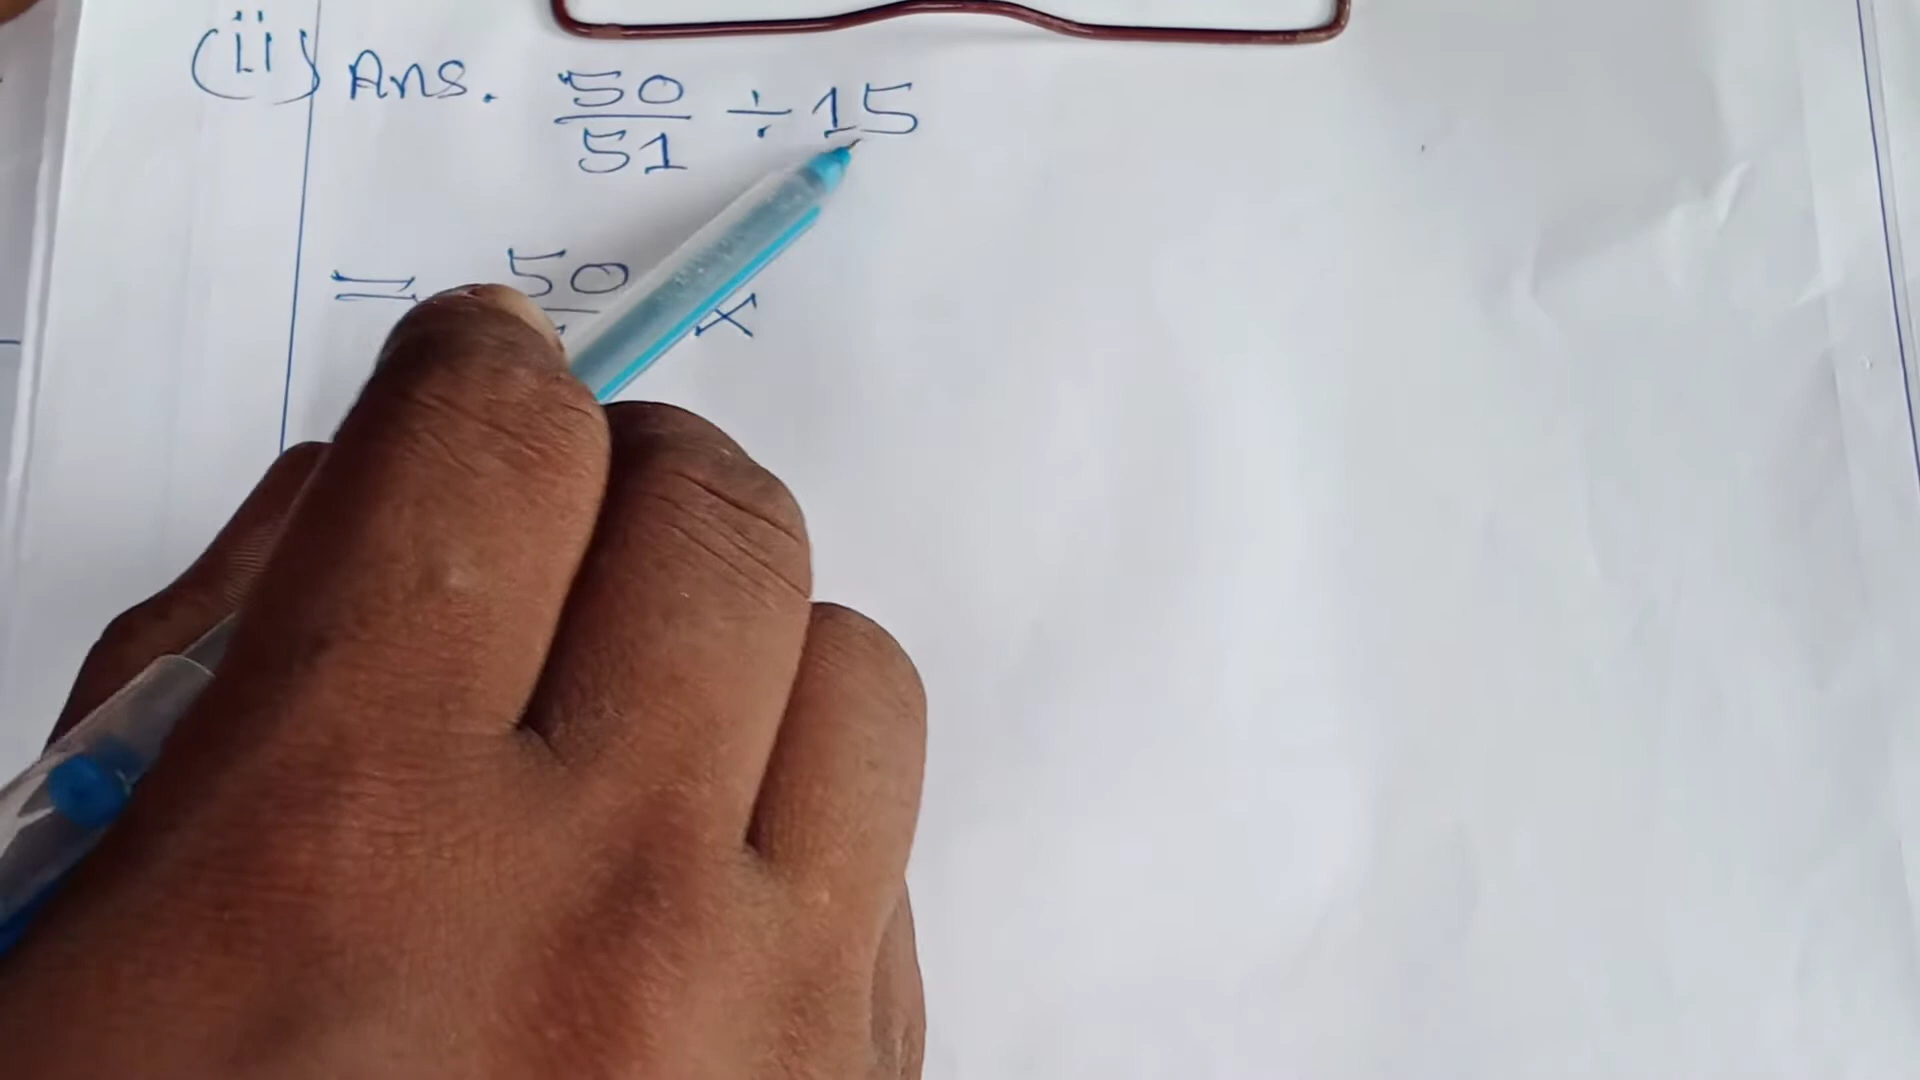 (ii) Ans. 50/51 ÷ 15
= 50 ×